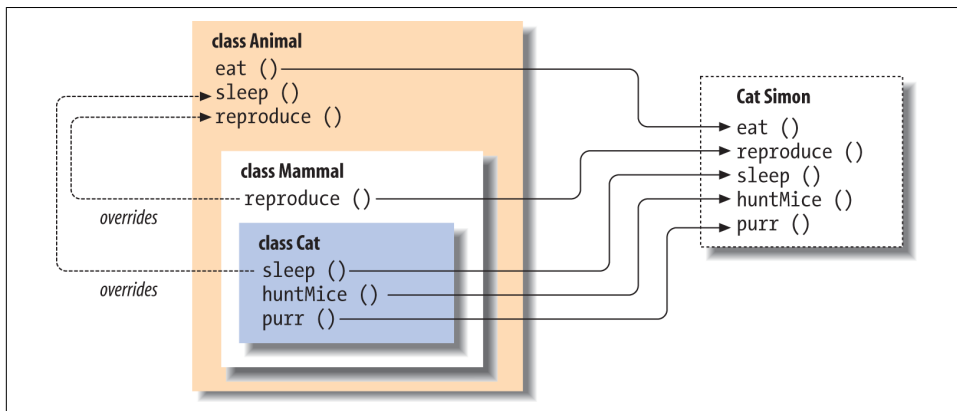 class Animal
eat ()
sleep ()
reproduce ()
class Mammal
reproduce ()
overrides
class Cat
sleep ()
huntMice ()
purr ()
overrides
Cat Simon
eat ()
reproduce ()
sleep ()
huntMice ()
purr ()